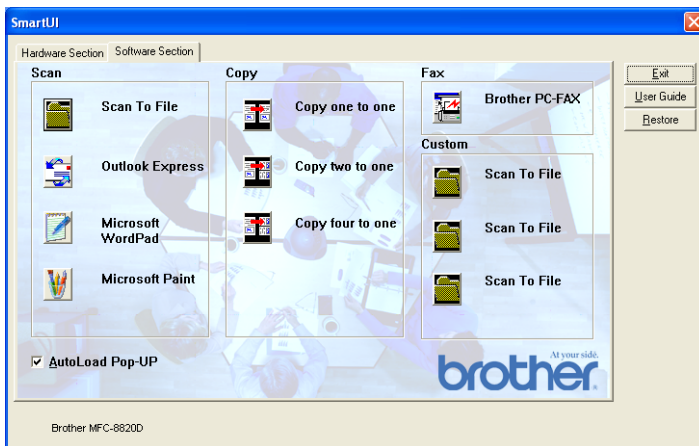 SmartUI
Hardware Section
Software Section
Scan
Scan To File
Outlook Express
Microsoft
WordPad
Microsoft Paint
Copy
Copy one to one
Copy two to one
Copy four to one
Fax
Brother PC-FAX
Custom
Scan To File
Scan To File
Scan To File
Exit
User Guide
Restore
AutoLoad Pop-UP
At your side.
brother.
Brother MFC-8820D